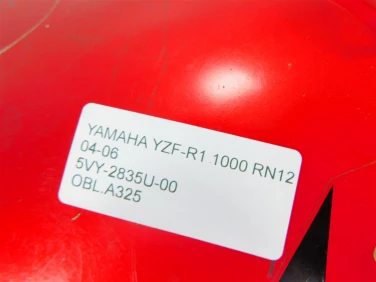 YAMAHA YZF-R1 1000 RN12
04-06
5VY-2835U-00
OBL.A325